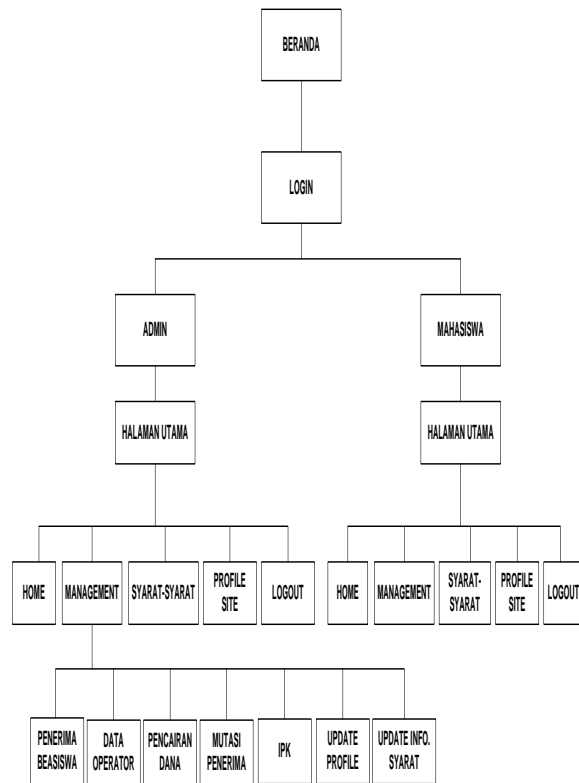 BERANDA
LOGIN
ADMIN
MAHASISWA
HALAMAN UTAMA
HALAMAN UTAMA
HOME
MANAGEMENT
SYARAT-SYARAT
PROFILE
SITE
LOGOUT
HOME
MANAGEMENT
SYARAT-
SYARAT
PROFILE
SITE
LOGOUT
PENERIMA
BEASISWA
DATA
OPERATOR
PENCAIRAN
DANA
MUTASI
PENERIMA
IPK
UPDATE
PROFILE
UPDATE INFO.
SYARAT